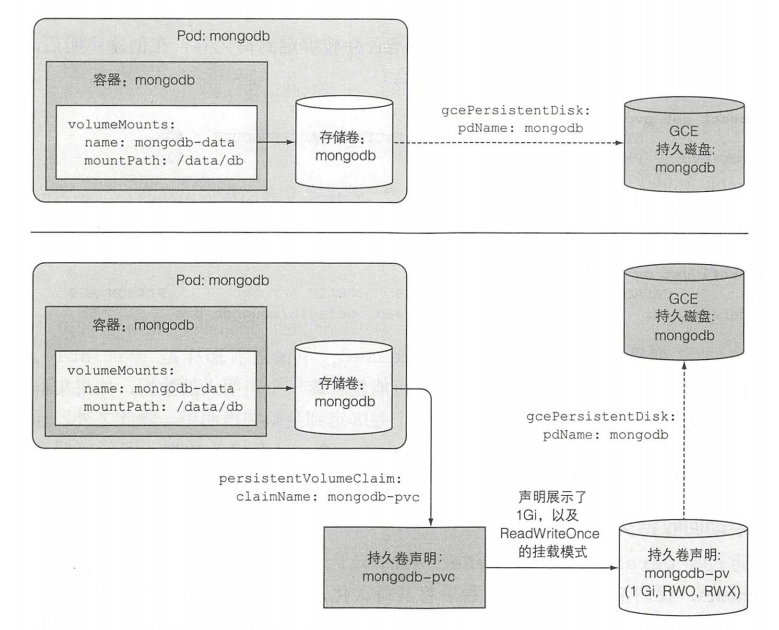 Pod: mongodb
容器：mongodb
volumeMounts:
name: mongodb-data
mountPath: /data/db
存储卷：
mongodb
gcePersistentDisk:
pdName: mongodb
GCE
持久磁盘:
mongodb
Pod: mongodb
容器：mongodb
volumeMounts:
name: mongodb-data
mountPath: /data/db
存储卷：
mongodb
GCE
持久磁盘:
mongodb
gcePersistentDisk:
pdName: mongodb
persistentVolumeClaim:
claimName: mongodb-pvc
声明展示了
1Gi，以及
ReadWriteOnce
的挂载模式
持久卷声明:
mongodb-pvc
持久卷声明:
mongodb-pv
(1 Gi, RWO, RWX)